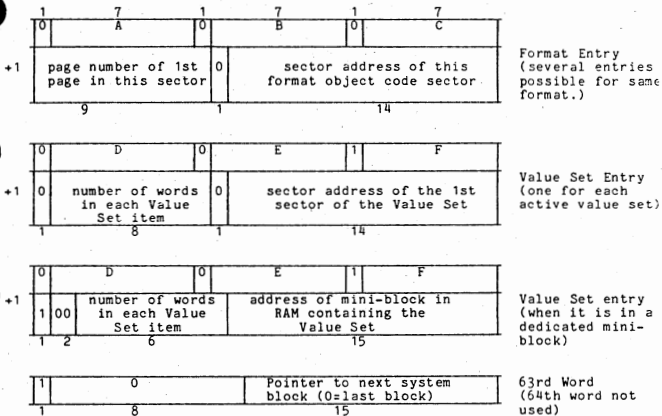 1 7 1 7 1 7
0 A 0 B 0 C
+1 page number of 1st 0 sector address of this
page in this sector format object code sector
9 1 14
Format Entry
(several entries
possible for same
format.)
0 D 0 E 1 F
+1 0 number of words 0 sector address of the 1st
in each Value sector of the Value Set
Set item
1 8 1 14
Value Set Entry
(one for each
active value set)
0 D 0 E 1 F
+1 1 00 number of words address of mini-block in
in each Value RAM containing the
Set item Value Set
1 2 6 15
Value Set entry
(when it is in a
dedicated mini-
block)
1 0 Pointer to next system
block (0=last block)
1 8 15
63rd Word
(64th word not
used)